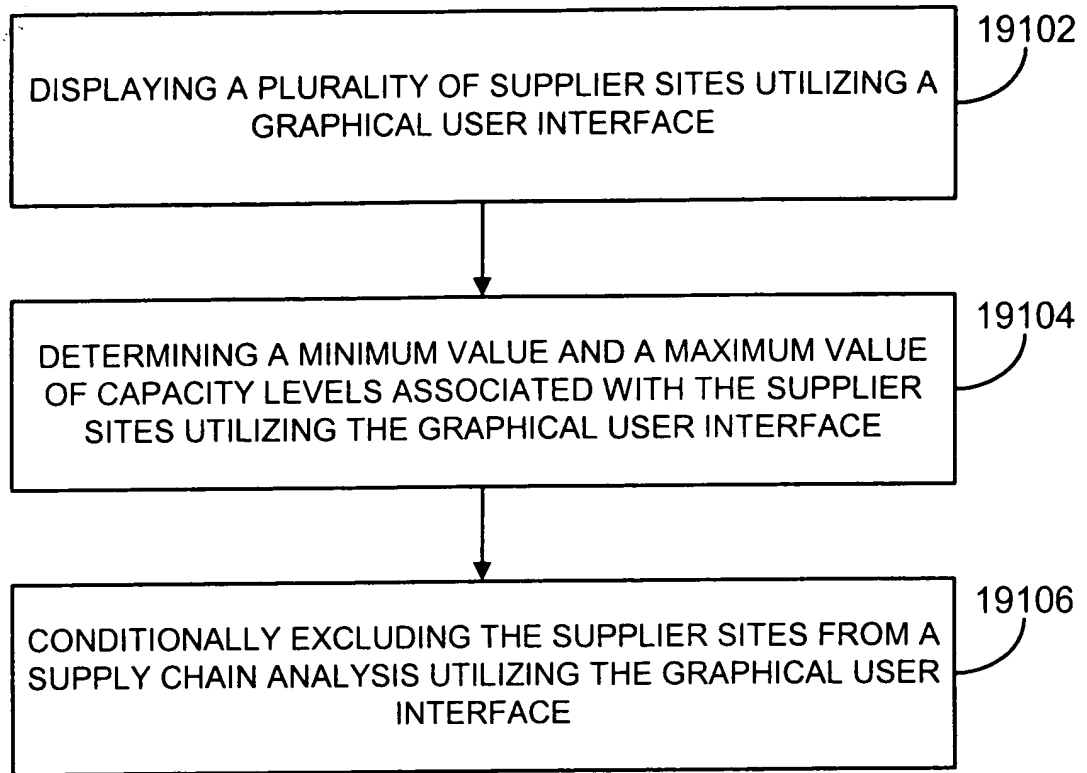 19102
DISPLAYING A PLURALITY OF SUPPLIER SITES UTILIZING A
GRAPHICAL USER INTERFACE
19104
DETERMINING A MINIMUM VALUE AND A MAXIMUM VALUE
OF CAPACITY LEVELS ASSOCIATED WITH THE SUPPLIER
SITES UTILIZING THE GRAPHICAL USER INTERFACE
19106
CONDITIONALLY EXCLUDING THE SUPPLIER SITES FROM A
SUPPLY CHAIN ANALYSIS UTILIZING THE GRAPHICAL USER
INTERFACE